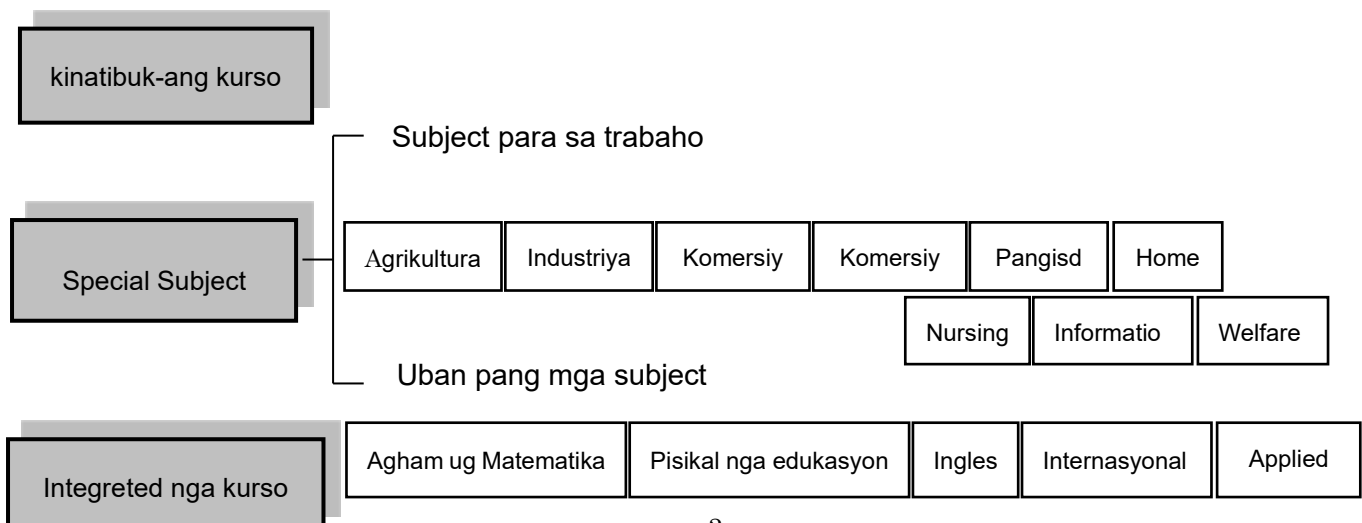 kinatibuk-ang kurso
Subject para sa trabaho
Special Subject
Agrikultura Industriya Komersiy Komersiy Pangisd Home
Nursing Informatio Welfare
Uban pang mga subject
Agham ug Matematika Pisikal nga edukasyon Ingles Internasyonal Applied
Integreted nga kurso